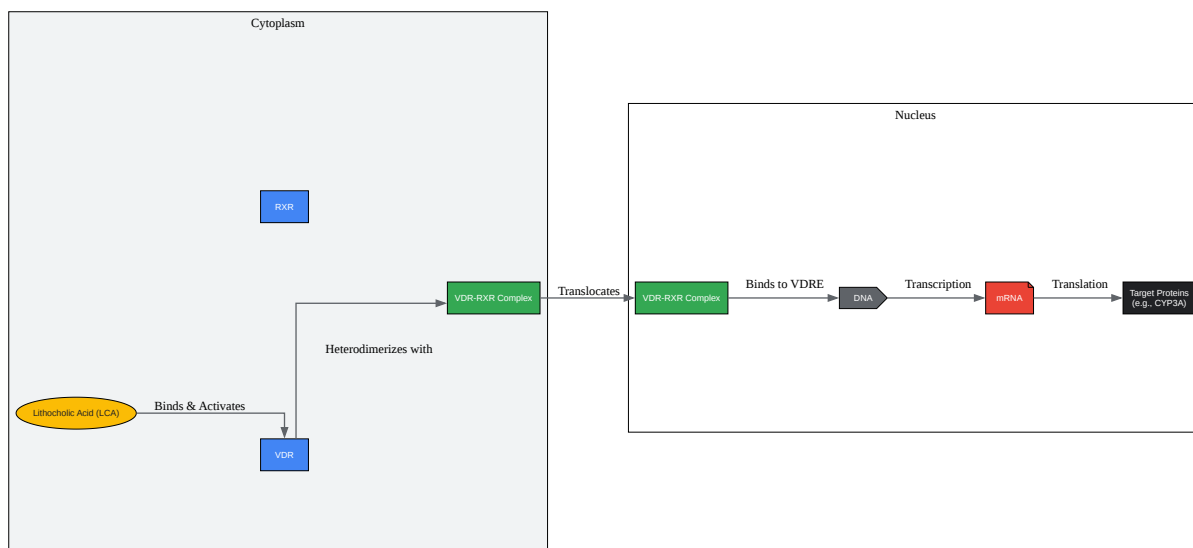 Cytoplasm
Nucleus
RXR
VDR-RXR Complex
Translocates
VDR-RXR Complex
Binds to VDRE
DNA
Transcription
mRNA
Translation
Target Proteins
(e.g., CYP3A)
Heterodimerizes with
Lithocholic Acid (LCA)
Binds & Activates
VDR